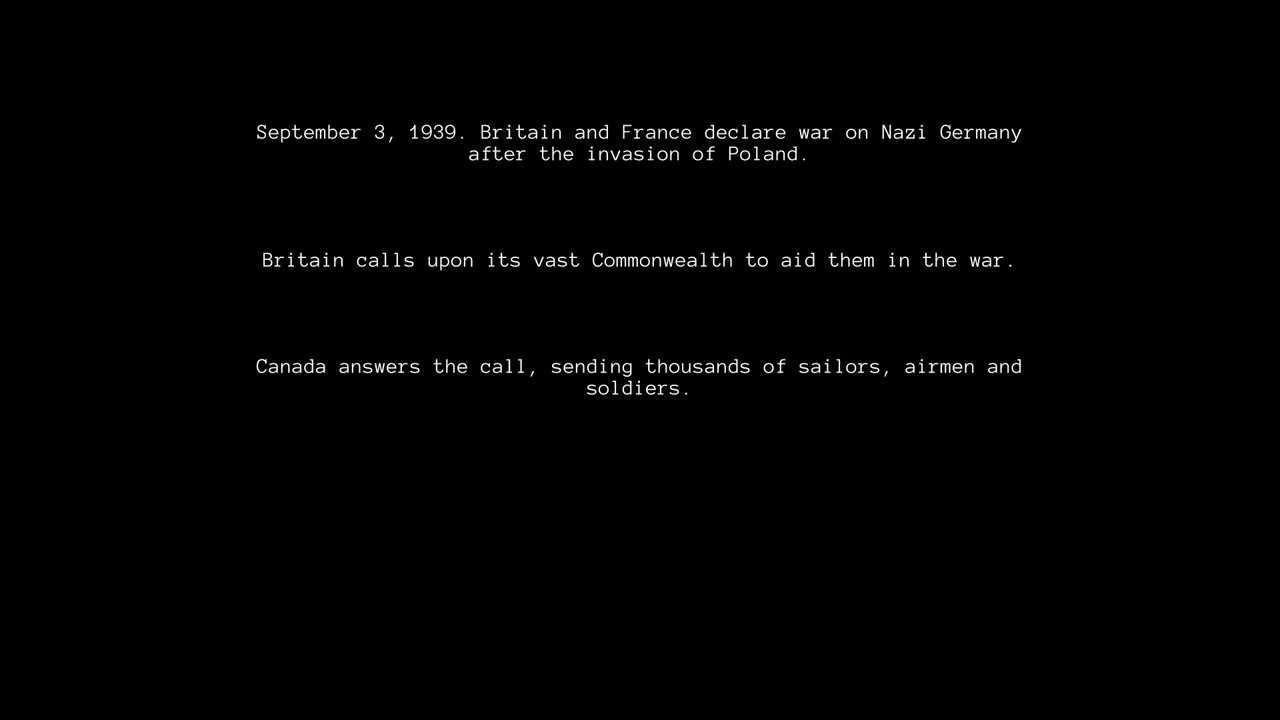 September 3, 1939. Britain and France declare war on Nazi Germany
after the invasion of Poland.
Britain calls upon its vast Commonwealth to aid them in the war.
Canada answers the call, sending thousands of sailors, airmen and
soldiers.